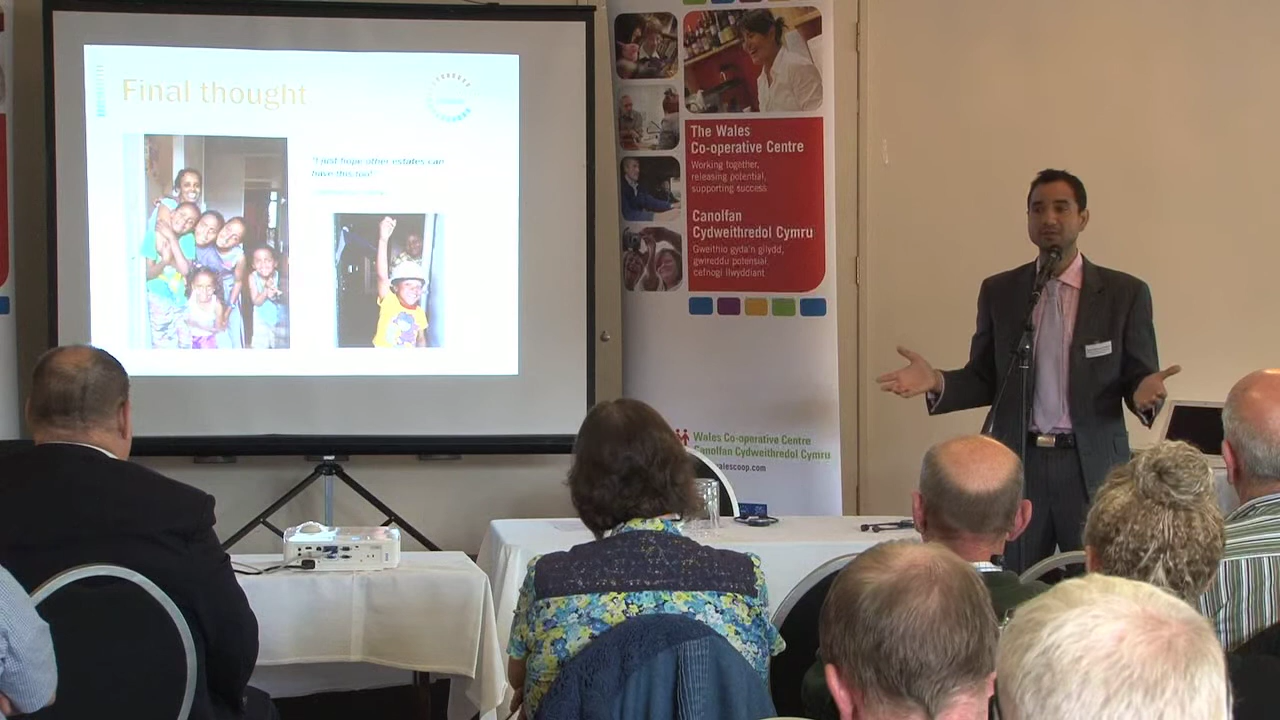 Final thought
"I just hope other estates can
have this too!"
The Wales
Co-operative Centre
Working together,
releasing potential,
supporting success
Canolfan
Cydweithredol Cymru
Gweithio gyda'n gilydd,
gwireddu potensial,
cefnogi llwyddiant
Wales Co-operative Centre
Canolfan Cydweithredol Cymru
walescoop.com